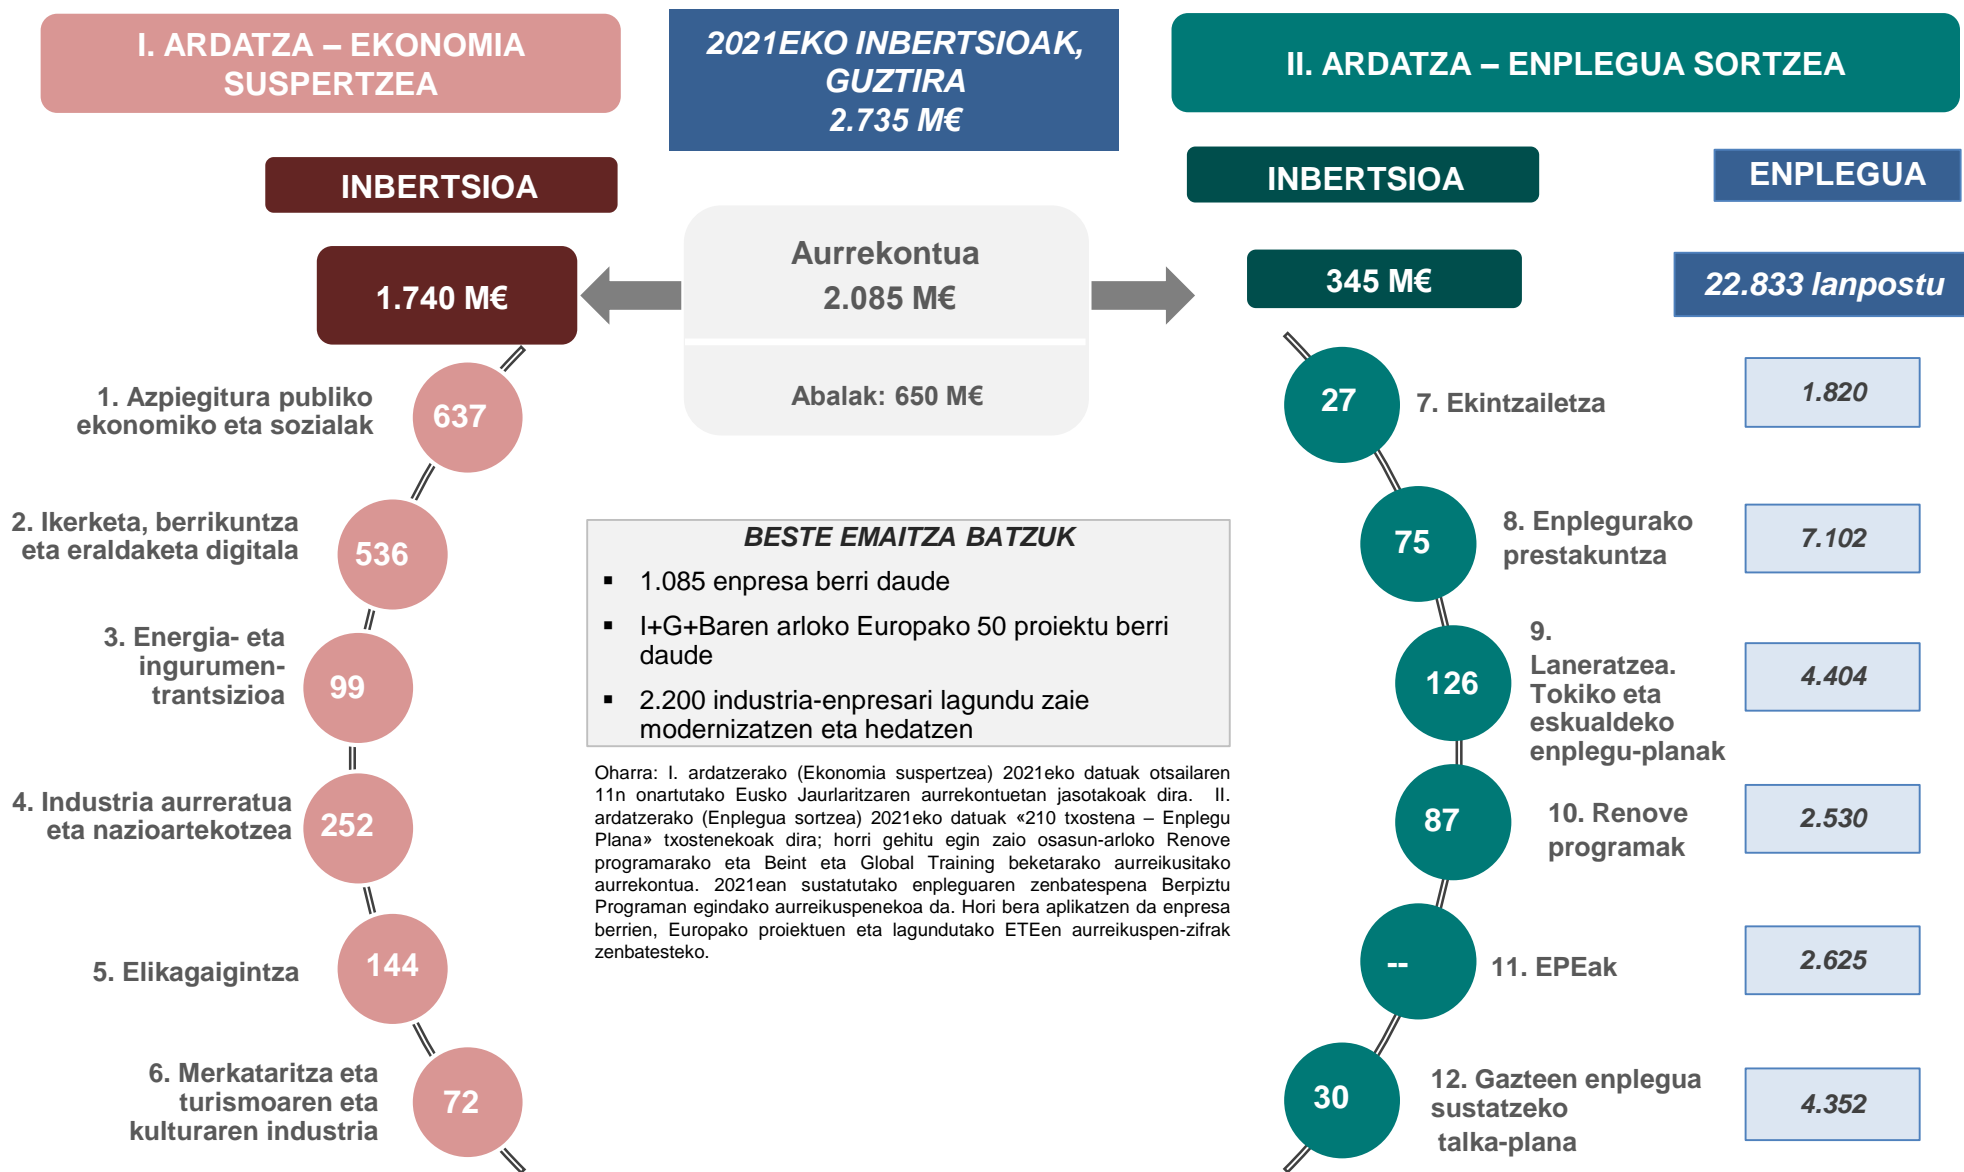 I. ARDATZA – EKONOMIA
SUSPERTZEA
2021EKO INBERTSIOAK,
GUZTIRA
2.735 M€
II. ARDATZA – ENPLEGUA SORTZEA
INBERTSIOA
INBERTSIOA
ENPLEGUA
1.740 M€
Aurrekontua
2.085 M€
Abalak: 650 M€
345 M€
22.833 lanpostu
1. Azpiegitura publiko
ekonomiko eta sozialak
637
2. Ikerketa, berrikuntza
eta eraldaketa digitala
536
3. Energia- eta
ingurumen-
trantsizioa
99
4. Industria aurreratua
eta nazioartekotzea
252
5. Elikagaigintza
144
6. Merkataritza eta
turismoaren eta
kulturaren industria
72
BESTE EMAITZA BATZUK
▪ 1.085 enpresa berri daude
▪ I+G+Baren arloko Europako 50 proiektu berri
daude
▪ 2.200 industria-enpresari lagundu zaie
modernizatzen eta hedatzen
Oharra: I. ardatzerako (Ekonomia suspertzea) 2021eko datuak otsailaren
11n onartutako Eusko Jaurlaritzaren aurrekontuetan jasotakoak dira. II.
ardatzerako (Enplegua sortzea) 2021eko datuak «210 txostena – Enplegu
Plana» txostenekoak dira; horri gehitu egin zaio osasun-arloko Renove
programarako eta Beint eta Global Training beketarako aurreikusitako
aurrekontua. 2021ean sustatutako enpleguaren zenbatespena Berpiztu
Programan egindako aurreikuspenekoa da. Hori bera aplikatzen da enpresa
berrien, Europako proiektuen eta lagundutako ETEen aurreikuspen-zifrak
zenbatesteko.
27
7. Ekintzailetza
1.820
75
8. Enplegurako
prestakuntza
7.102
126
9.
Laneratzea.
Tokiko eta
eskualdeko
enplegu-planak
4.404
87
10. Renove
programak
2.530
--
11. EPEak
2.625
30
12. Gazteen enplegua
sustatzeko
talka-plana
4.352